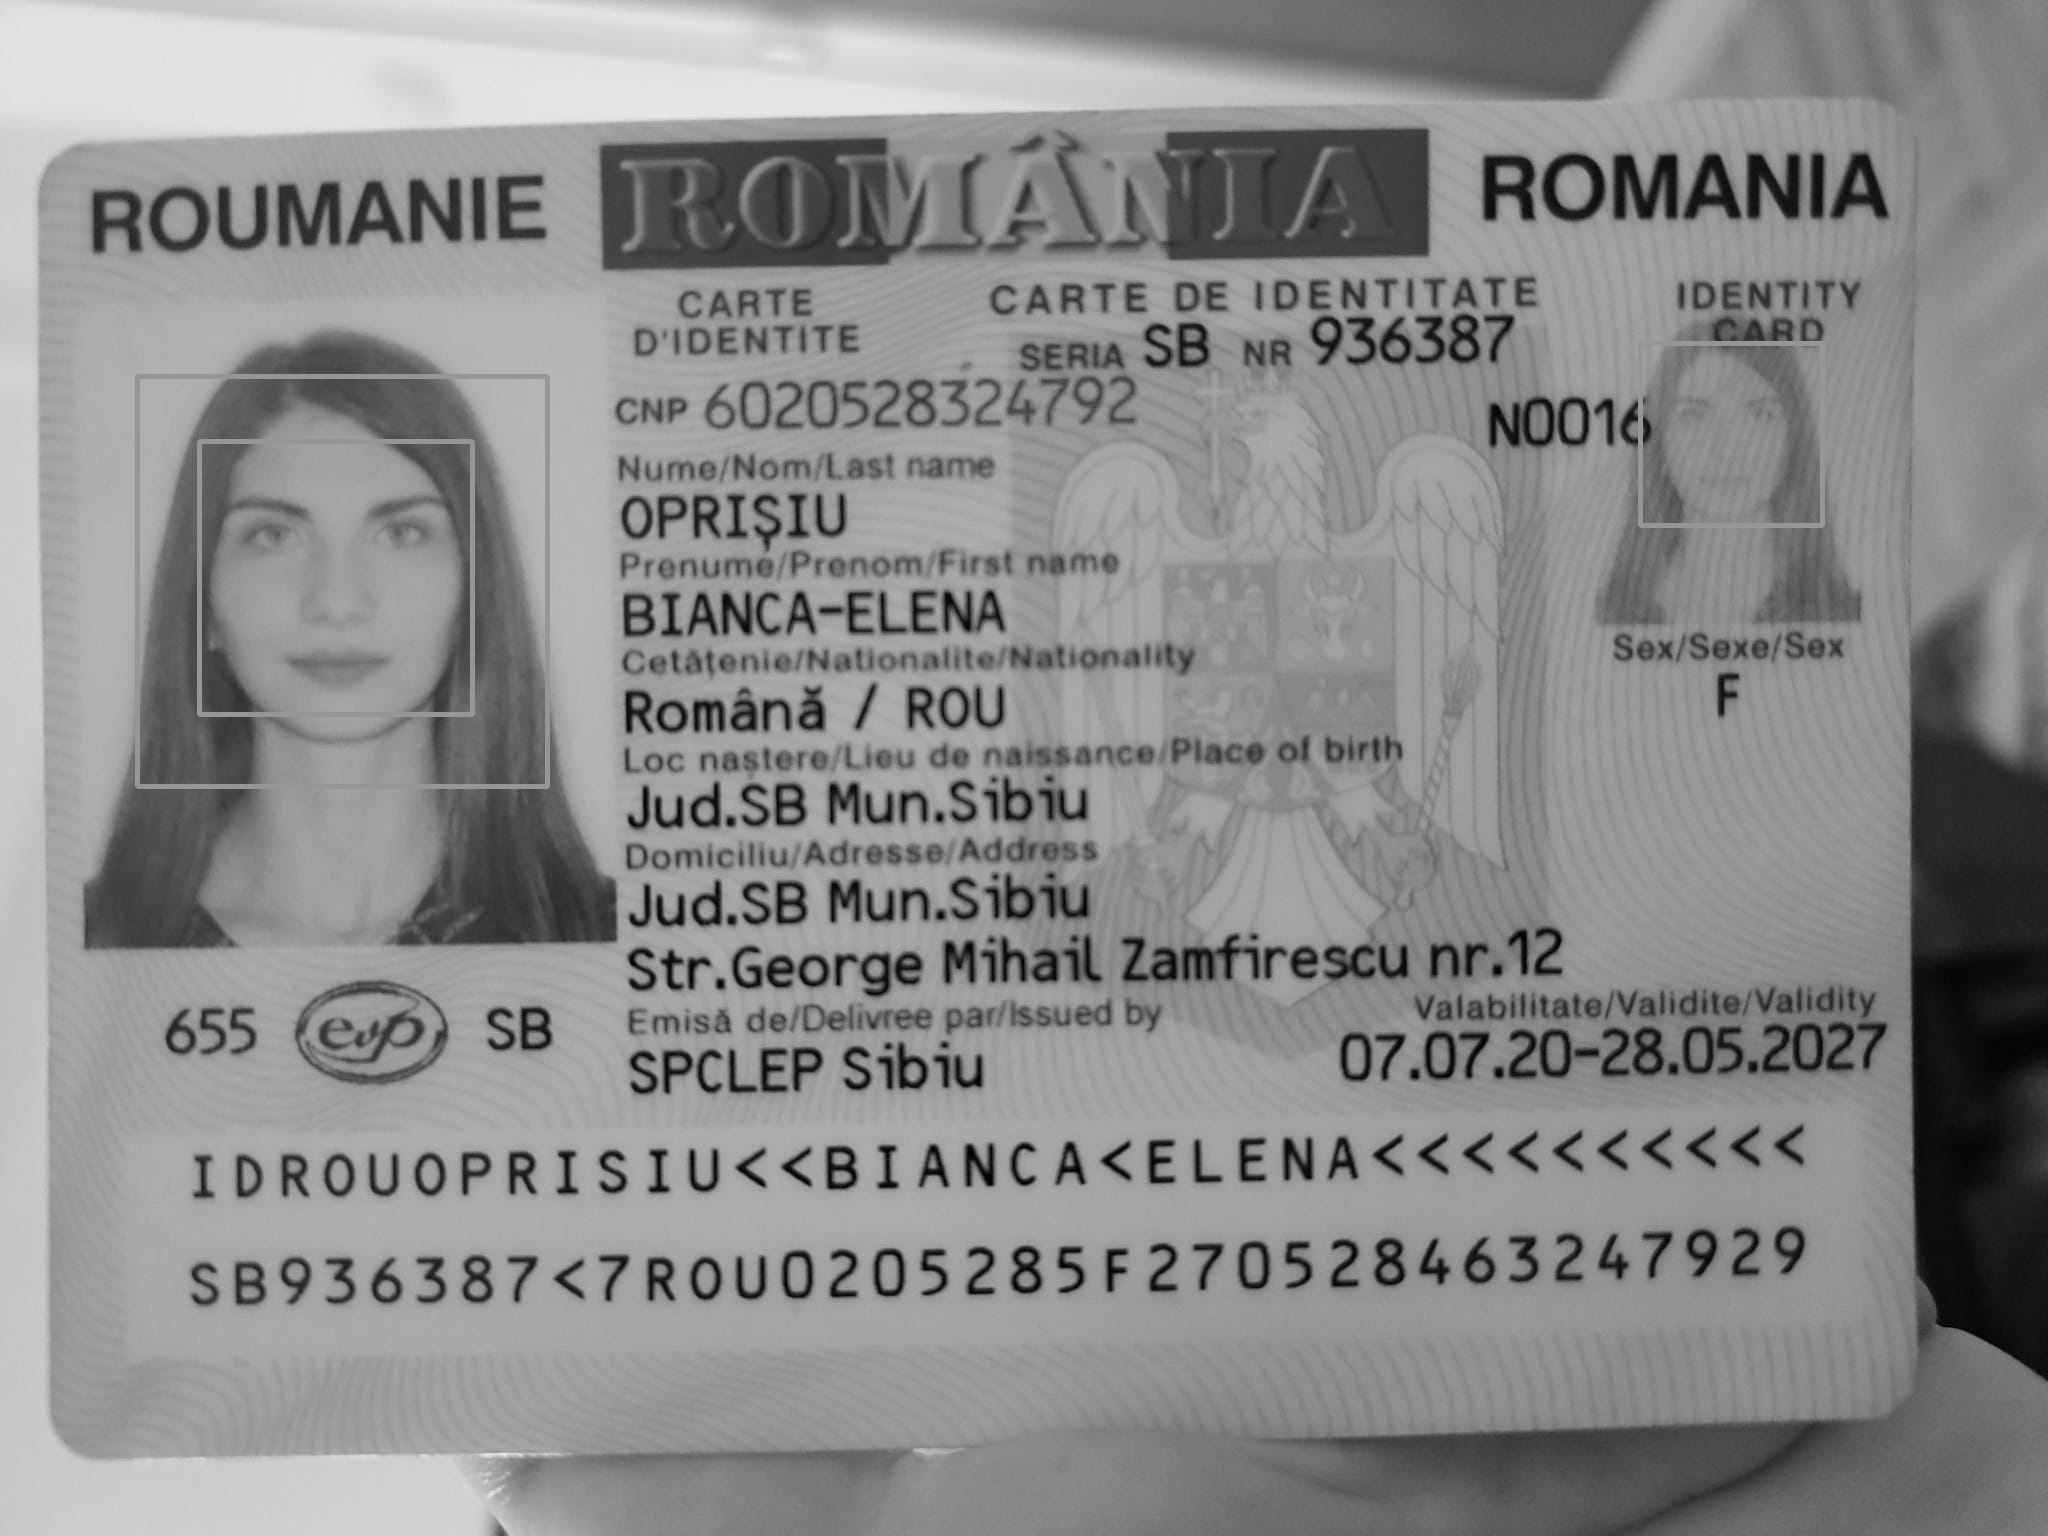 ROUMANIE ROMÂNIA ROMANIA
CARTE D'IDENTITE
CARTE DE IDENTITATE
IDENTITY CARD
SERIA SB NR 936387
CNP 6020528324792
N0016
Nume/Nom/Last name
OPRIŞIU
Prenume/Prenom/First name
BIANCA-ELENA
Cetăţenie/Nationalite/Nationality
Română / ROU
Sex/Sexe/Sex
F
Loc naştere/Lieu de naissance/Place of birth
Jud.SB Mun.Sibiu
Domiciliu/Adresse/Address
Jud.SB Mun.Sibiu
Str.George Mihail Zamfirescu nr.12
655 evp SB
Emisă de/Delivree par/Issued by
SPCLEP Sibiu
Valabilitate/Validite/Validity
07.07.20-28.05.2027
IDROUOPRISIU<<BIANCA<ELENA<<<<<<<<<<
SB936387<7ROU0205285F270528463247929